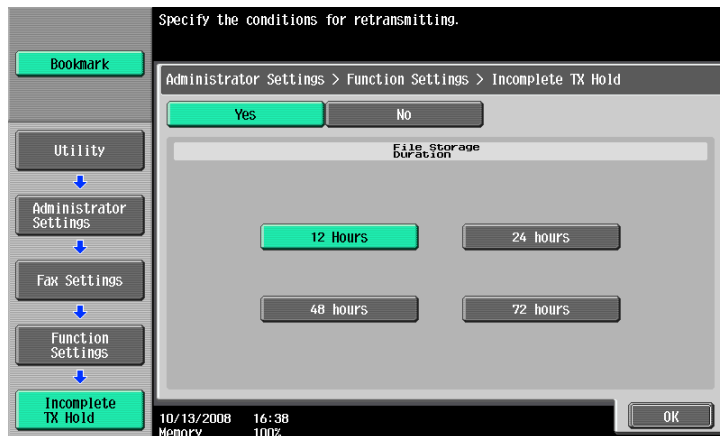 Specify the conditions for retransmitting.
Bookmark
Administrator Settings > Function Settings > Incomplete TX Hold
Yes
No
File Storage
Duration
Utility
Administrator
Settings
Fax Settings
Function
Settings
Incomplete
TX Hold
12 Hours
24 hours
48 hours
72 hours
10/13/2008 16:38
Memory 100%
OK